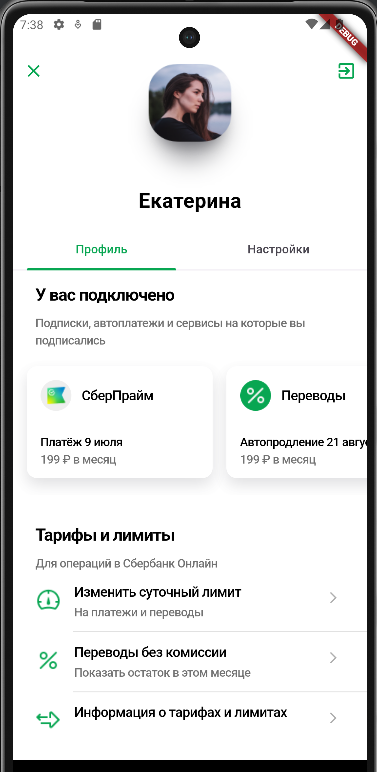 7:38
DEBUG
Екатерина
Профиль
Настройки
У вас подключено
Подписки, автоплатежи и сервисы на которые вы
подписались
СберПрайм
Переводы
Платёж 9 июля
199 ₽ в месяц
Автопродление 21 авгу
199 ₽ в месяц
Тарифы и лимиты
Для операций в Сбербанк Онлайн
Изменить суточный лимит
На платежи и переводы
Переводы без комиссии
Показать остаток в этом месяце
Информация о тарифах и лимитах